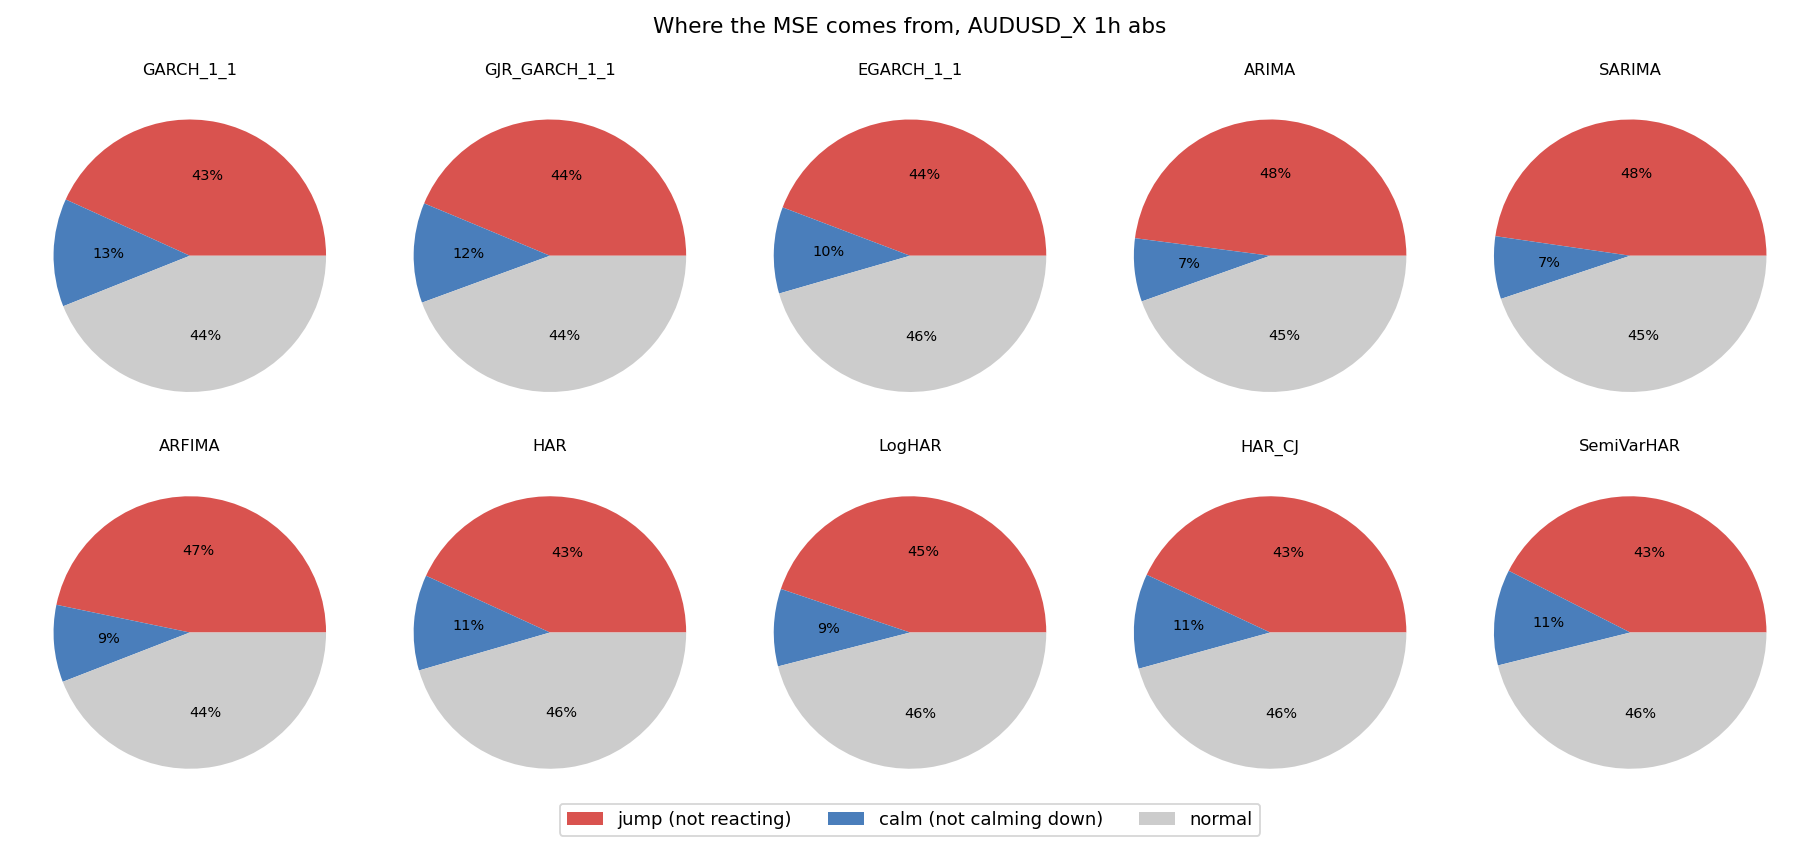 Where the MSE comes from, AUDUSD_X 1h abs
GARCH_1_1
GJR_GARCH_1_1
EGARCH_1_1
ARIMA
SARIMA
43%
13%
44%
44%
12%
44%
44%
10%
46%
48%
7%
45%
48%
7%
45%
ARFIMA
HAR
LogHAR
HAR_CJ
SemiVarHAR
47%
9%
44%
43%
11%
46%
45%
9%
46%
43%
11%
46%
43%
11%
46%
jump (not reacting)
calm (not calming down)
normal